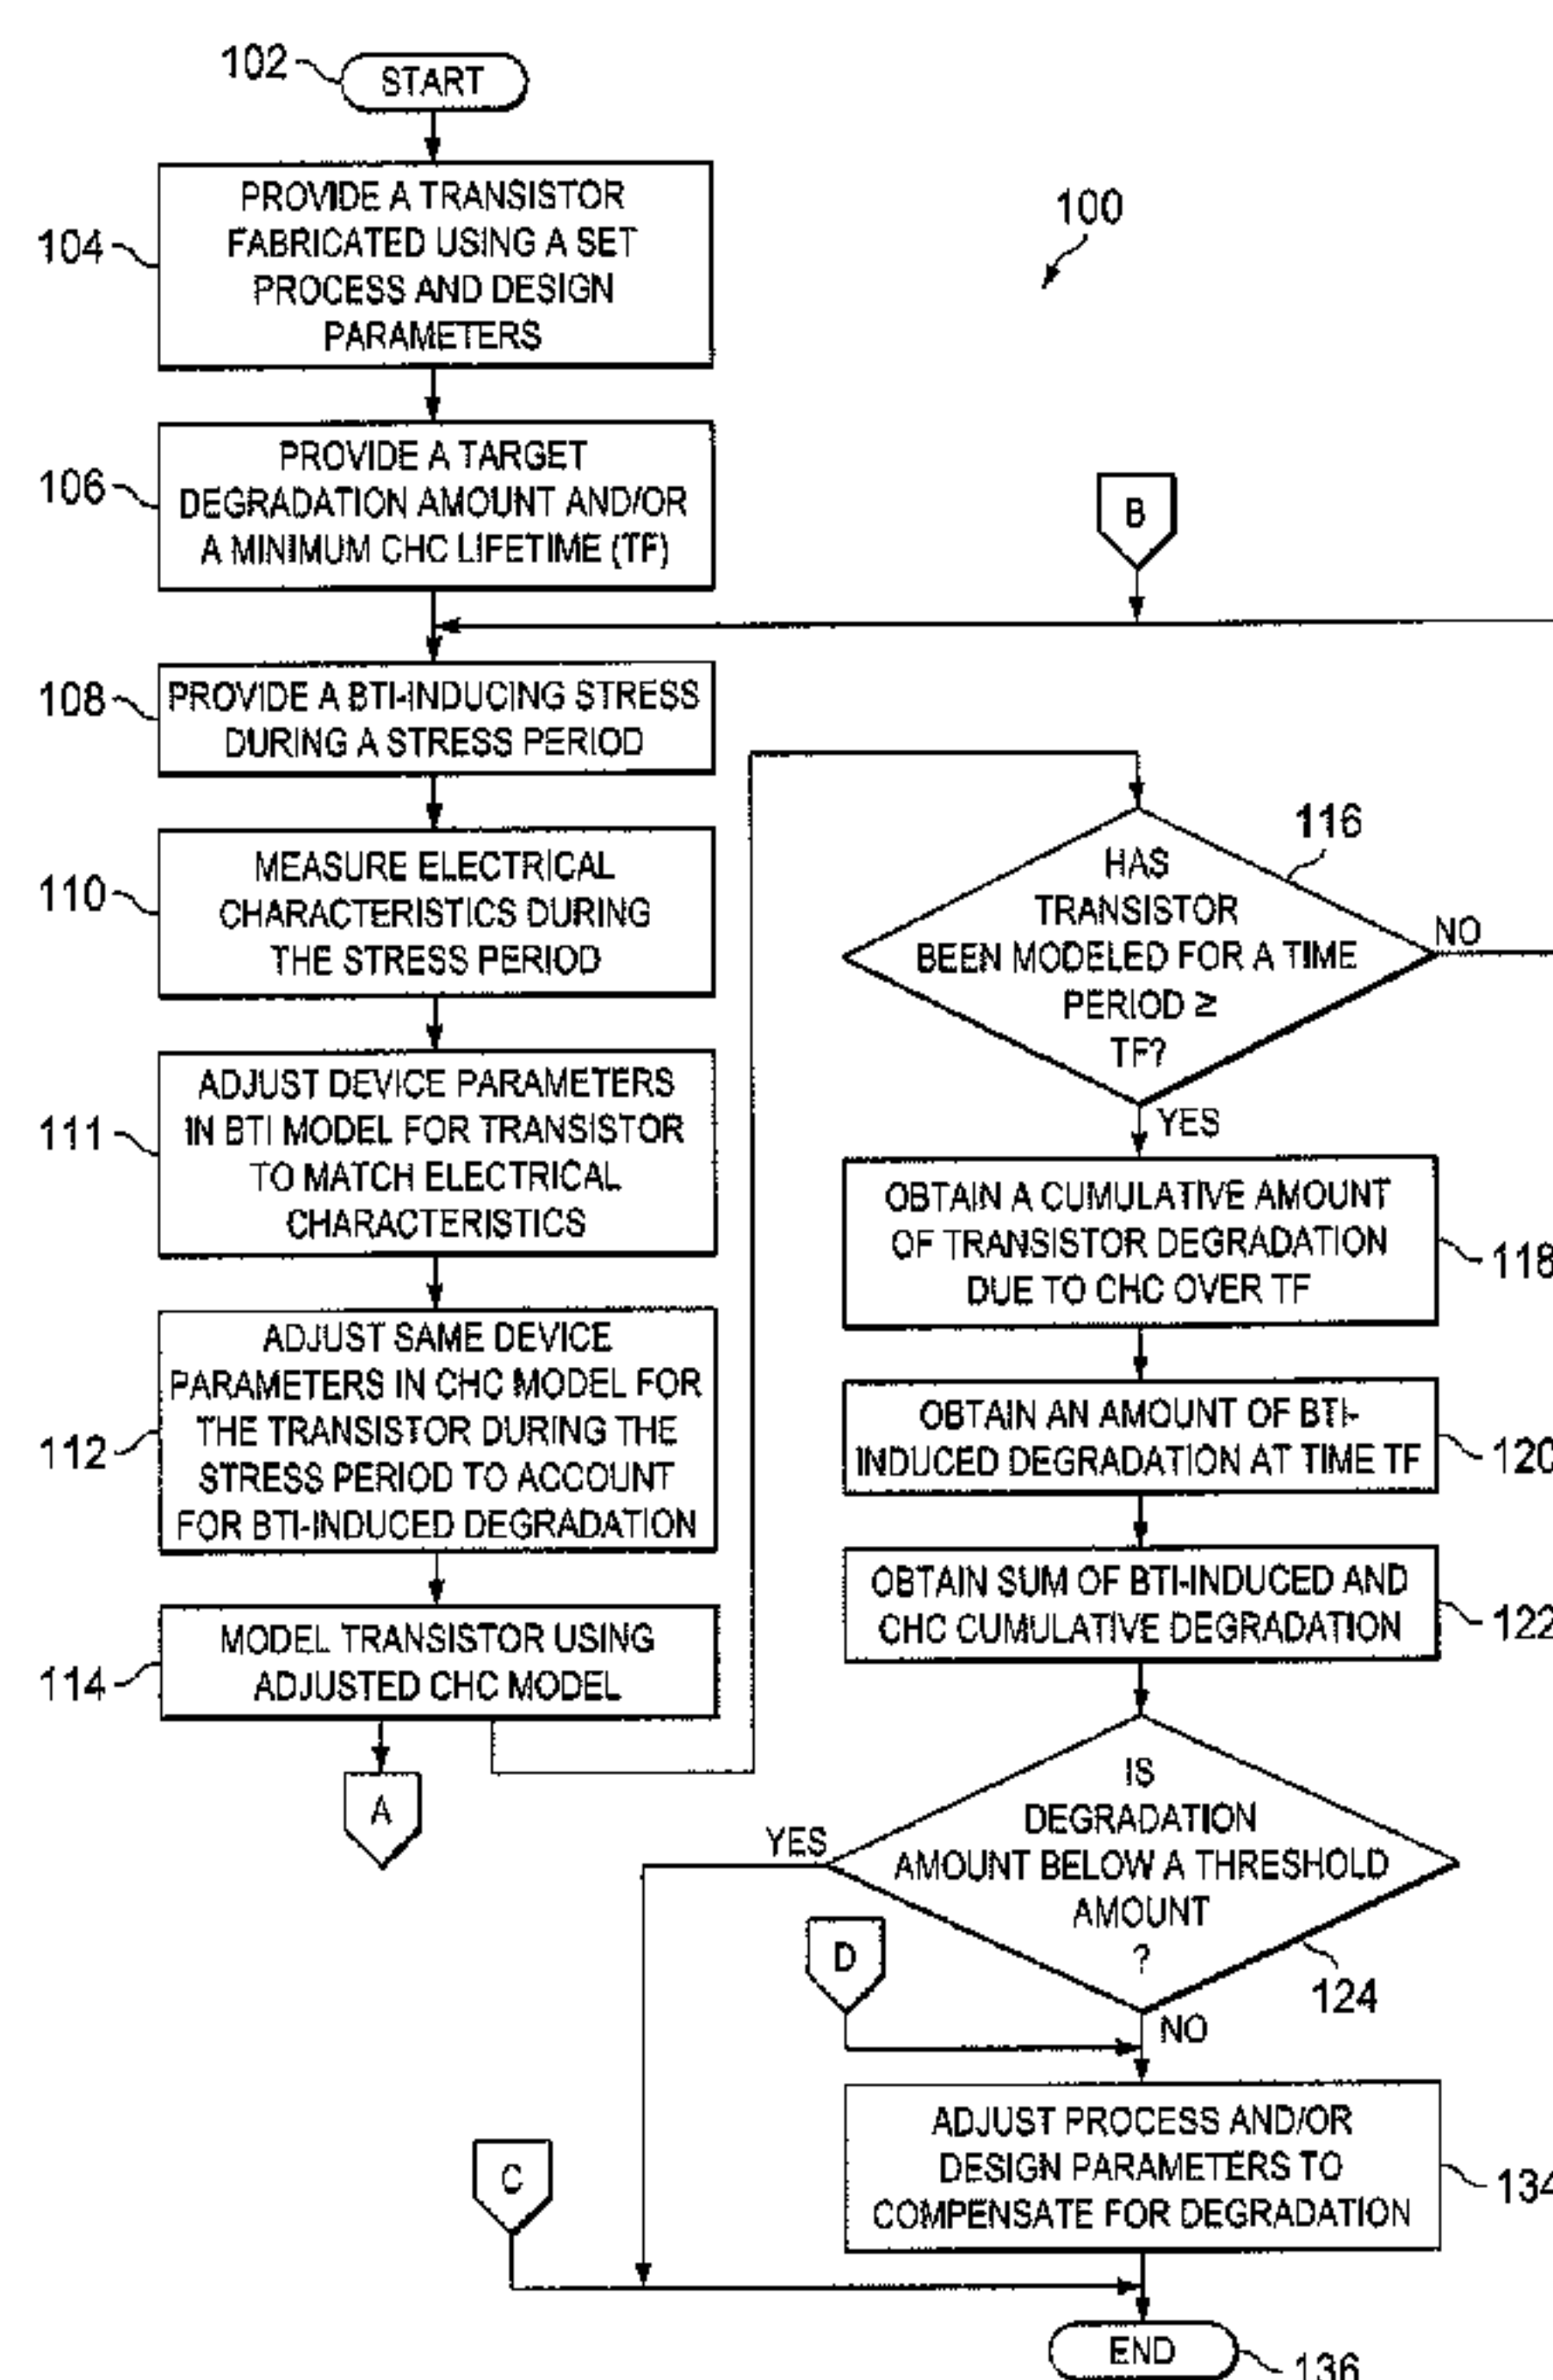 102
START
104
PROVIDE A TRANSISTOR
FABRICATED USING A SET
PROCESS AND DESIGN
PARAMETERS
100
106
PROVIDE A TARGET
DEGRADATION AMOUNT AND/OR
A MINIMUM CHC LIFETIME (TF)
B
108
PROVIDE A BTI-INDUCING STRESS
DURING A STRESS PERIOD
110
MEASURE ELECTRICAL
CHARACTERISTICS DURING
THE STRESS PERIOD
111
ADJUST DEVICE PARAMETERS
IN BTI MODEL FOR TRANSISTOR
TO MATCH ELECTRICAL
CHARACTERISTICS
112
ADJUST SAME DEVICE
PARAMETERS IN CHC MODEL FOR
THE TRANSISTOR DURING THE
STRESS PERIOD TO ACCOUNT
FOR BTI-INDUCED DEGRADATION
114
MODEL TRANSISTOR USING
ADJUSTED CHC MODEL
A
116
HAS
TRANSISTOR
BEEN MODELED FOR A TIME
PERIOD ≥
TF?
NO
YES
OBTAIN A CUMULATIVE AMOUNT
OF TRANSISTOR DEGRADATION
DUE TO CHC OVER TF
118
OBTAIN AN AMOUNT OF BTI-
INDUCED DEGRADATION AT TIME TF
120
OBTAIN SUM OF BTI-INDUCED AND
CHC CUMULATIVE DEGRADATION
122
IS
DEGRADATION
AMOUNT BELOW A THRESHOLD
AMOUNT
?
YES
124
D
NO
ADJUST PROCESS AND/OR
DESIGN PARAMETERS TO
COMPENSATE FOR DEGRADATION
134
C
END
136